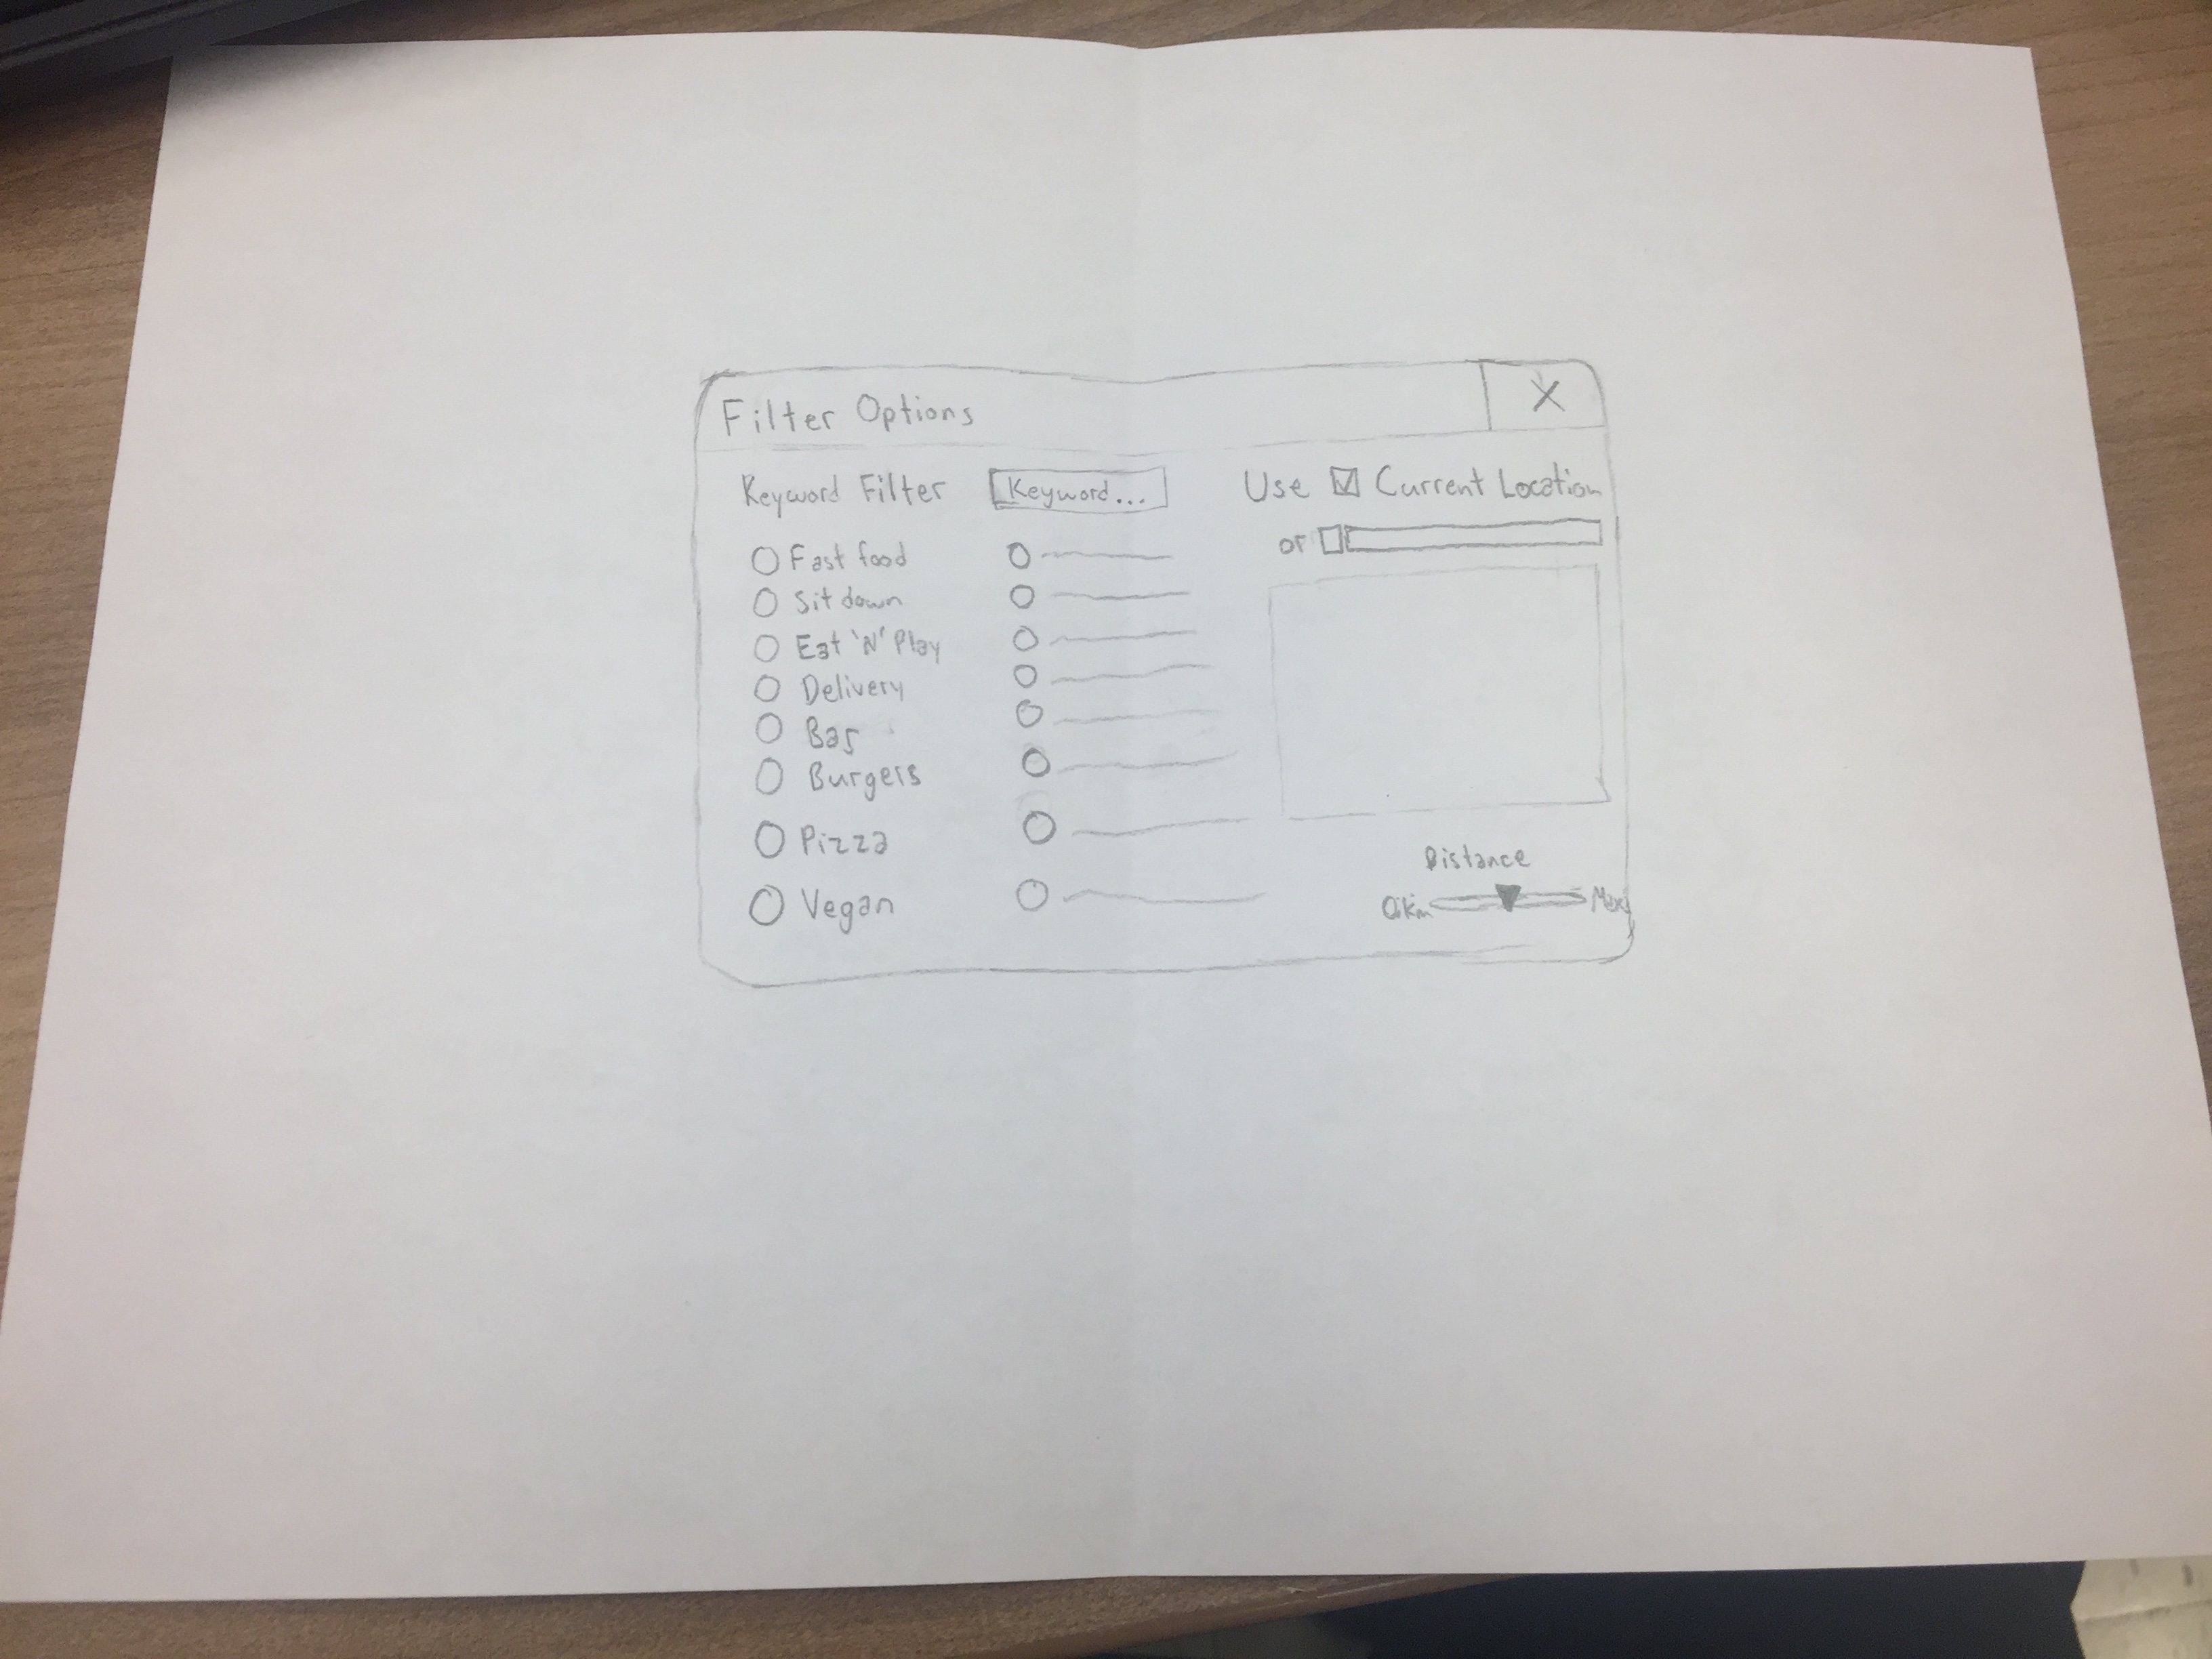 Filter Options X
Keyword Filter Keyword... Use Current Location
or
Fast food
Sit down
Eat 'N' Play
Delivery
Bar
Burgers
Pizza
Vegan
Distance
0km Max